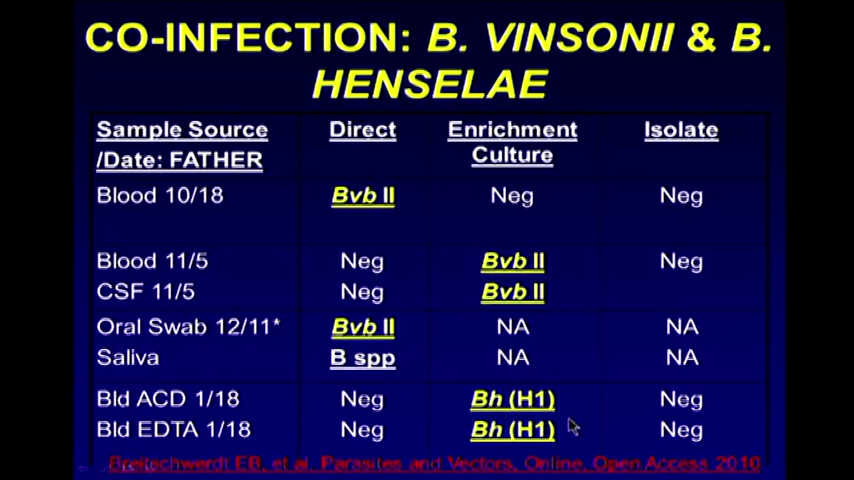 CO-INFECTION: B. VINSONII & B.
HENSELAE
Sample Source Direct Enrichment Isolate
/Date: FATHER Culture
Blood 10/18 Bvb II Neg Neg
Blood 11/5 Neg Bvb II Neg
CSF 11/5 Neg Bvb II
Oral Swab 12/11* Bvb II NA NA
Saliva B spp NA NA
Bld ACD 1/18 Neg Bh (H1) Neg
Bld EDTA 1/18 Neg Bh (H1) Neg
Breitschwerdt EB, et al. Parasites and Vectors, Online, Open Access 2010